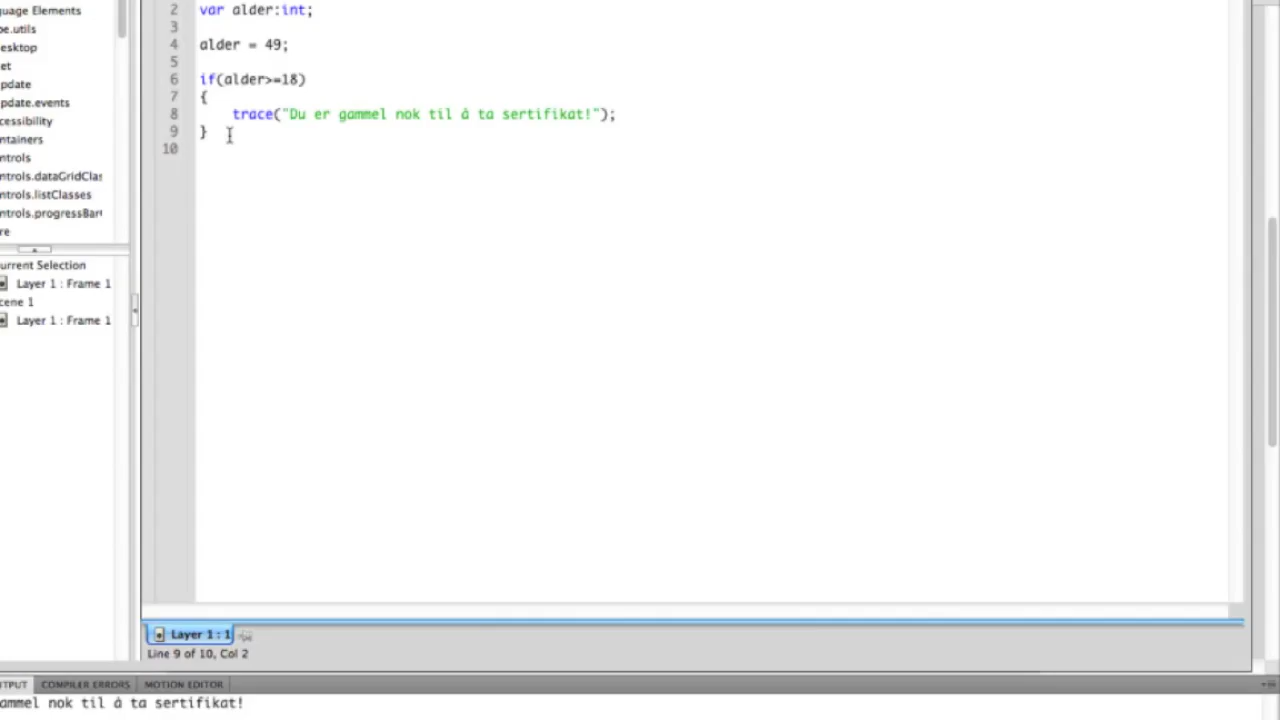 guage Elements
be.utils
esktop
et
pdate
pdate.events
cessibility
ntainers
ntrols
ntrols.dataGridClas
ntrols.listClasses
ntrols.progressBar
re
urrent Selection
Layer 1 : Frame 1
cene 1
Layer 1 : Frame 1
2 var alder:int;
3
4 alder = 49;
5
6 if(alder>=18)
7 {
8 trace("Du er gammel nok til å ta sertifikat!");
9 }
10
Layer 1 : 1
Line 9 of 10, Col 2
TPUT COMPILER ERRORS MOTION EDITOR
ammel nok til å ta sertifikat!